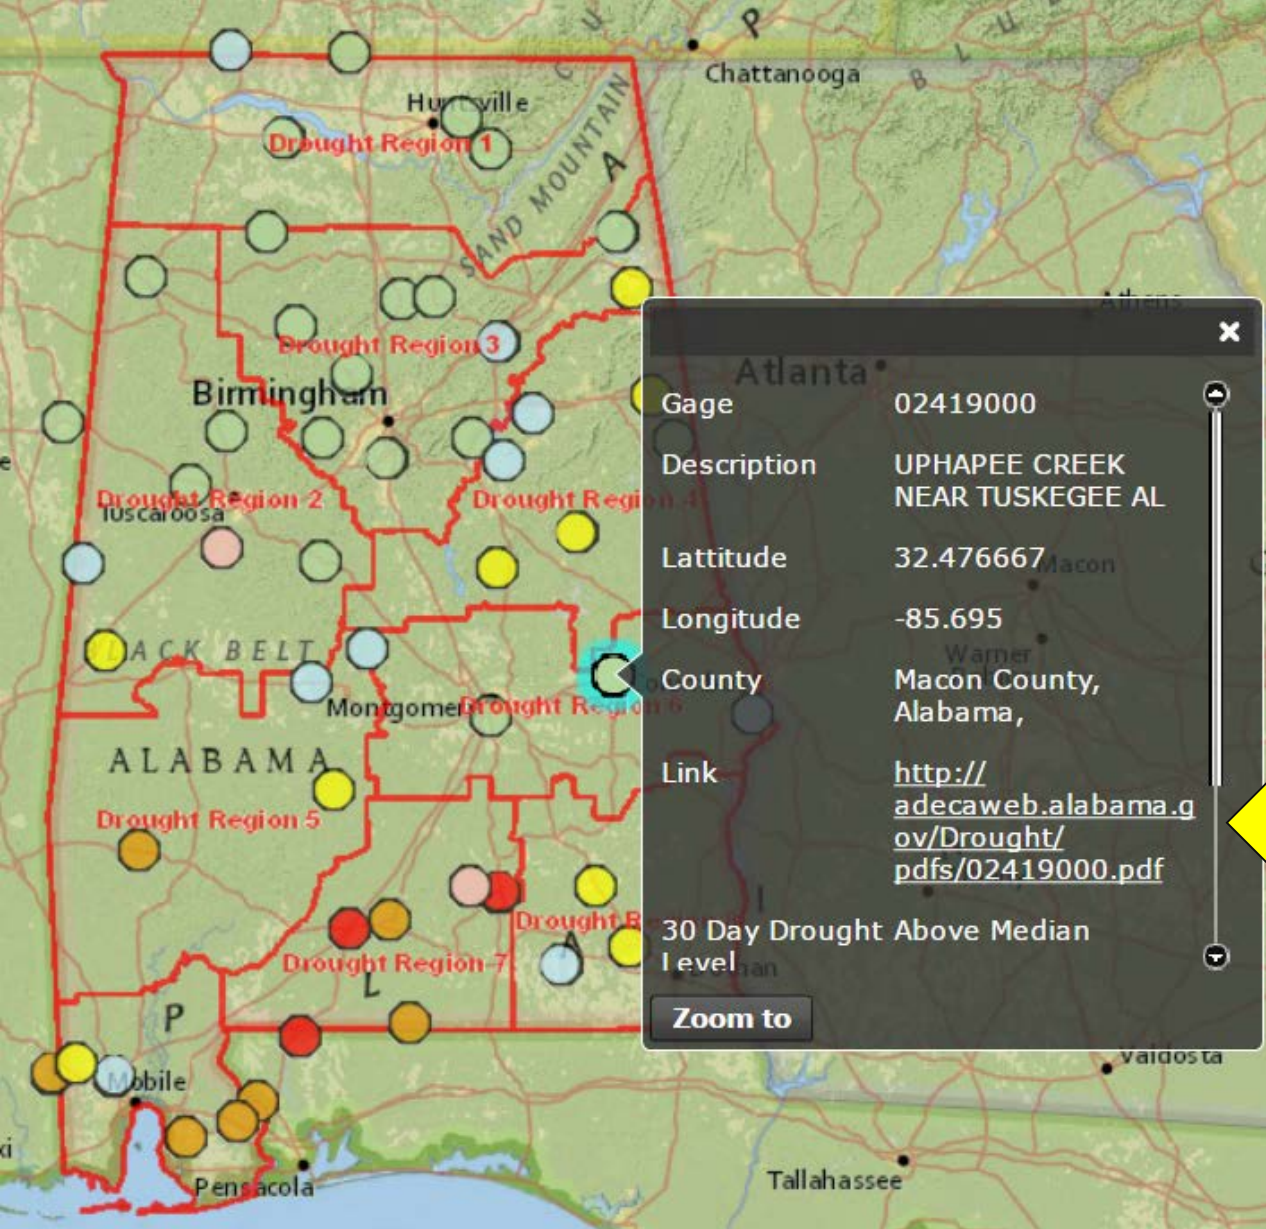 C U P
Chattanooga
B L U
Huntsville
Drought Region 1
SAND MOUNTAIN
A
Athens
Drought Region 3
Atlanta
Birmingham
Gage 02419000
Description UPHAPEE CREEK
NEAR TUSKEGEE AL
Drought Region 2
Drought Region 4
Tuscaloosa
Lattitude 32.476667
Macon
Longitude -85.695
BLACK BELT
Warner
County Macon County,
Alabama,
Montgomery
Drought Region 6
ALABAMA
Link http://
adecaweb.alabama.g
ov/Drought/
pdfs/02419000.pdf
Drought Region 5
Drought R
A
I
30 Day Drought Above Median
Level
Drought Region 7
L
P
Zoom to
Valdosta
Mobile
Tallahassee
Pensacola